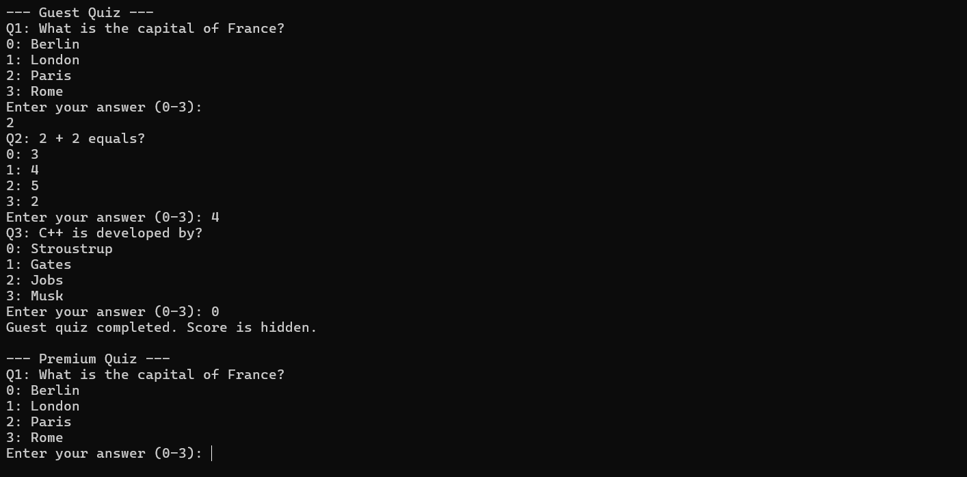 --- Guest Quiz ---
Q1: What is the capital of France?
0: Berlin
1: London
2: Paris
3: Rome
Enter your answer (0-3):
2
Q2: 2 + 2 equals?
0: 3
1: 4
2: 5
3: 2
Enter your answer (0-3): 4
Q3: C++ is developed by?
0: Stroustrup
1: Gates
2: Jobs
3: Musk
Enter your answer (0-3): 0
Guest quiz completed. Score is hidden.

--- Premium Quiz ---
Q1: What is the capital of France?
0: Berlin
1: London
2: Paris
3: Rome
Enter your answer (0-3):